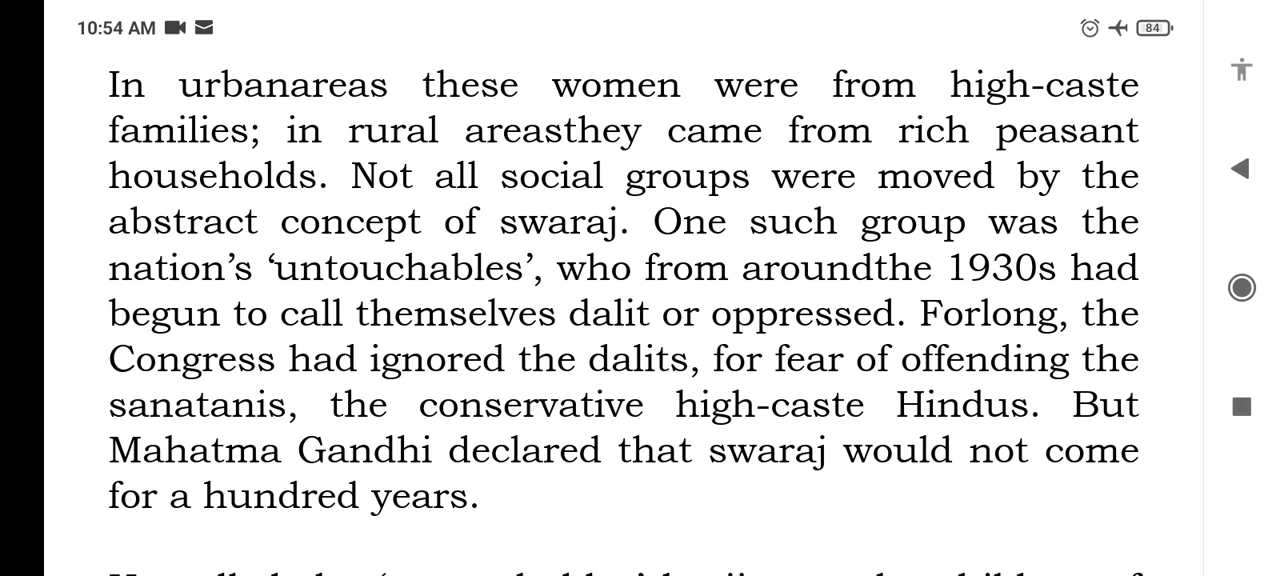 10:54 AM
84
In urbanareas these women were from high-caste
families; in rural areasthey came from rich peasant
households. Not all social groups were moved by the
abstract concept of swaraj. One such group was the
nation's 'untouchables', who from aroundthe 1930s had
begun to call themselves dalit or oppressed. Forlong, the
Congress had ignored the dalits, for fear of offending the
sanatanis, the conservative high-caste Hindus. But
Mahatma Gandhi declared that swaraj would not come
for a hundred years.